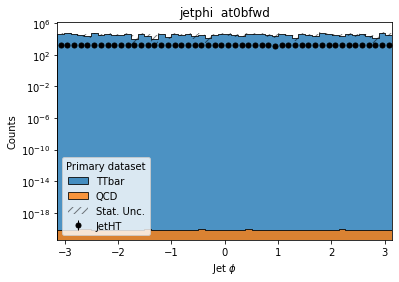 jetphi at0bfwd
Counts
10^6
10^2
10^-2
10^-6
10^-10
10^-14
10^-18
Primary dataset
TTbar
QCD
Stat. Unc.
JetHT
−3 −2 −1 0 1 2 3
Jet ϕ